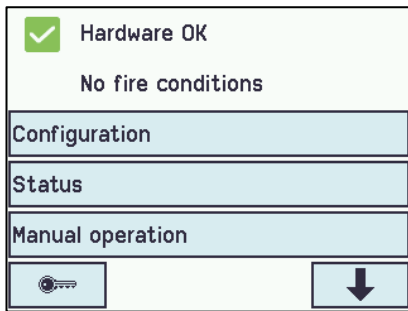 Hardware OK
No fire conditions
Configuration
Status
Manual operation